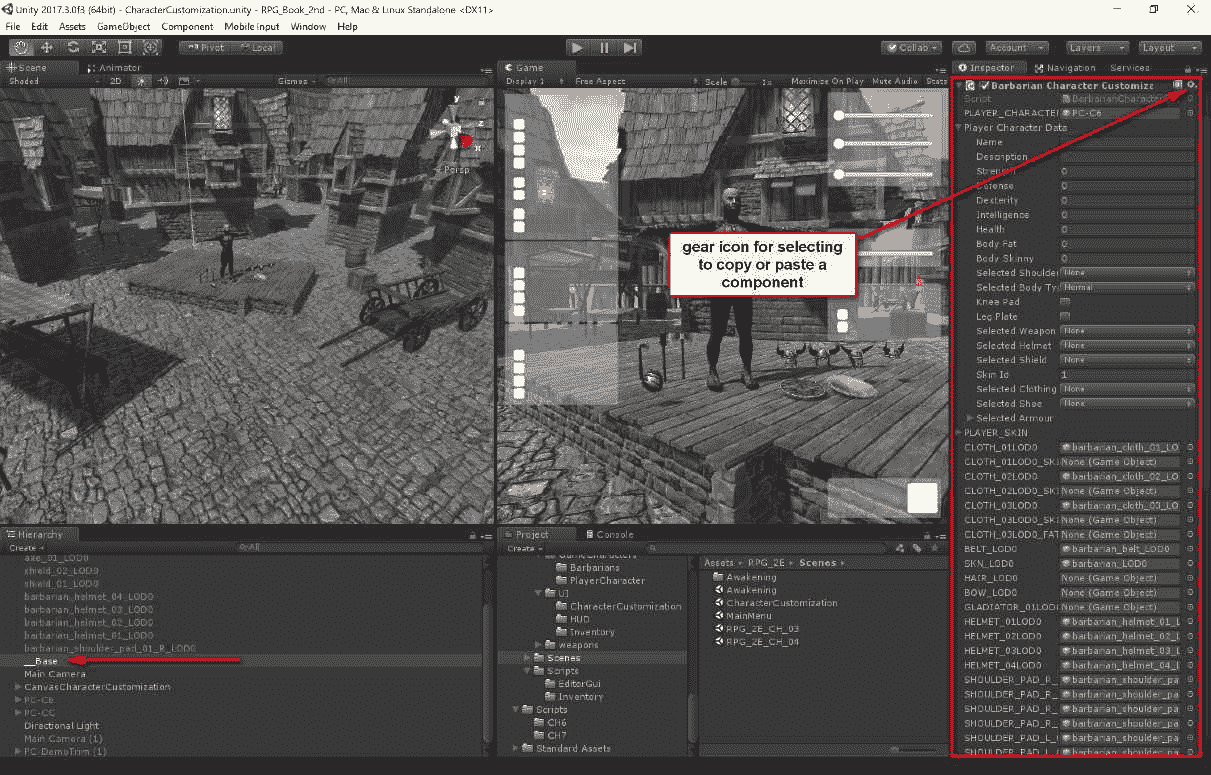 Unity 2017.3.0f3 (64bit) - CharacterCustomization.unity - RPG_Book_2nd - PC, Mac & Linux Standalone <DX11>
File Edit Assets GameObject Component Mobile Input Window Help
Pivot Local Collab Account Layers Layout
Scene Animator
Shaded 2D Gizmos All
y
z
x
Persp
Game
Display 1 Free Aspect Scale 1x Maximize On Play Mute Audio Stats
gear icon for selecting
to copy or paste a
component
Inspector Navigation Services
Barbarian Character Customiz
Script BarbarianCharacter
PLAYER_CHARACTER PC-C6
Player Character Data
Name
Description
Strength 0
Defense 0
Dexterity 0
Intelligence 0
Health 0
Body Fat 0
Body Skinny 0
Selected Shoulder None
Selected Body Ty Normal
Knee Pad
Leg Plate
Selected Weapon None
Selected Helmet None
Selected Shield None
Skin Id 1
Selected Clothing None
Selected Shoe None
Selected Armour
PLAYER_SKIN
CLOTH_01LOD0 barbarian_cloth_01_LO
CLOTH_01LOD0_SKI None (Game Object)
CLOTH_02LOD0 barbarian_cloth_02_LO
CLOTH_02LOD0_SKI None (Game Object)
CLOTH_03LOD0 barbarian_cloth_03_LO
CLOTH_03LOD0_SKI None (Game Object)
CLOTH_03LOD0_FAT None (Game Object)
BELT_LOD0 barbarian_belt_LOD0
SKN_LOD0 barbarian_LOD0
HAIR_LOD0 None (Game Object)
BOW_LOD0 None (Game Object)
GLADIATOR_01LOD0 None (Game Object)
HELMET_01LOD0 barbarian_helmet_01_L
HELMET_02LOD0 barbarian_helmet_02_L
HELMET_03LOD0 barbarian_helmet_03_L
HELMET_04LOD0 barbarian_helmet_04_L
SHOULDER_PAD_R_ barbarian_shoulder_pa
SHOULDER_PAD_R_ barbarian_shoulder_pa
SHOULDER_PAD_R_ barbarian_shoulder_pa
SHOULDER_PAD_R_ barbarian_shoulder_pa
SHOULDER_PAD_L_ barbarian_shoulder_pa
SHOULDER_PAD_L_ barbarian_shoulder_pa
Hierarchy
Create All
axe_01_LOD0
shield_02_LOD0
shield_01_LOD0
barbarian_helmet_04_LOD0
barbarian_helmet_03_LOD0
barbarian_helmet_02_LOD0
barbarian_helmet_01_LOD0
barbarian_shoulder_pad_01_R_LOD0
__Base
Main Camera
CanvasCharacterCustomization
PC-C6
PC-CC
Directional Light
Main Camera (1)
PC-DemoTrim (1)
Project Console
Create
GameCharacters
Barbarians
PlayerCharacter
UI
CharacterCustomization
HUD
Inventory
weapons
Scenes
Scripts
EditorGui
Inventory
Scripts
CH6
CH7
Standard Assets
Assets RPG_2E Scenes
Awakening
Awakening
CharacterCustomization
MainMenu
RPG_2E_CH_03
RPG_2E_CH_04